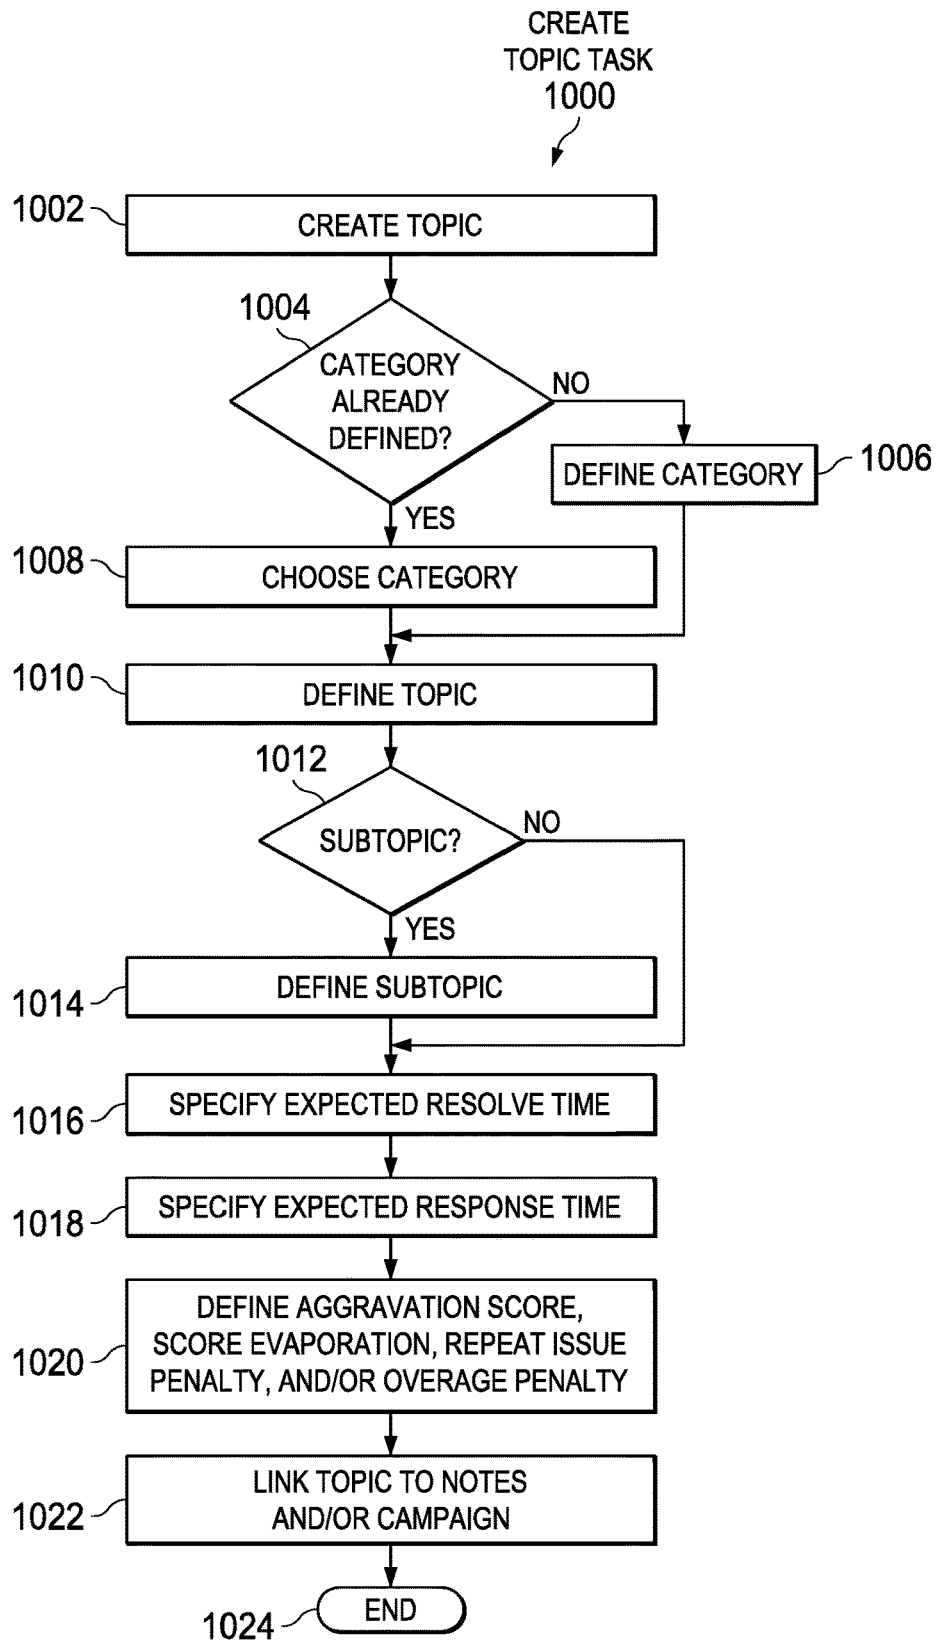 CREATE
TOPIC TASK
1000
1002
CREATE TOPIC
1004
CATEGORY
ALREADY
DEFINED?
NO
DEFINE CATEGORY
1006
YES
1008
CHOOSE CATEGORY
1010
DEFINE TOPIC
1012
SUBTOPIC?
NO
YES
1014
DEFINE SUBTOPIC
1016
SPECIFY EXPECTED RESOLVE TIME
1018
SPECIFY EXPECTED RESPONSE TIME
1020
DEFINE AGGRAVATION SCORE,
SCORE EVAPORATION, REPEAT ISSUE
PENALTY, AND/OR OVERAGE PENALTY
1022
LINK TOPIC TO NOTES
AND/OR CAMPAIGN
1024
END